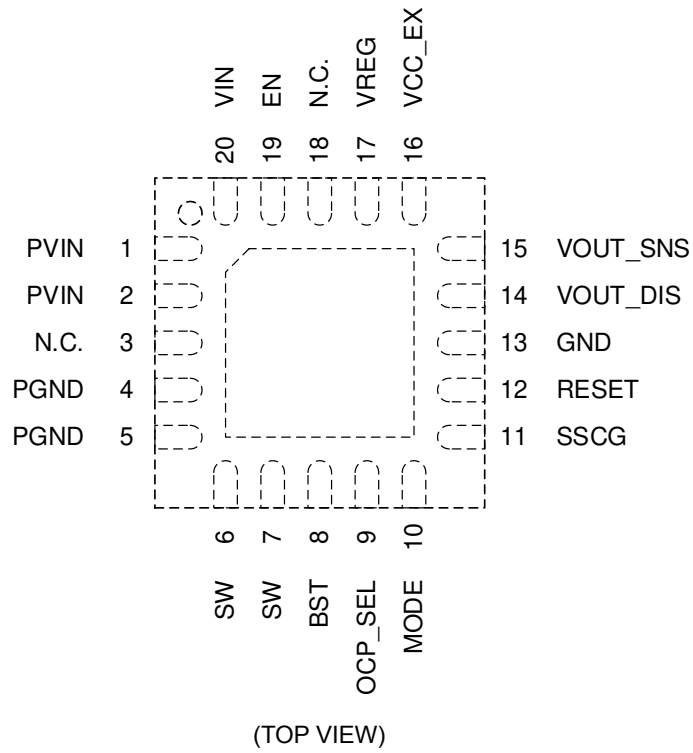 VIN EN N.C. VREG VCC_EX
20 19 18 17 16
PVIN 1
PVIN 2
N.C. 3
PGND 4
PGND 5
15 VOUT_SNS
14 VOUT_DIS
13 GND
12 RESET
11 SSCG
6 7 8 9 10
SW SW BST OCP_SEL MODE
(TOP VIEW)